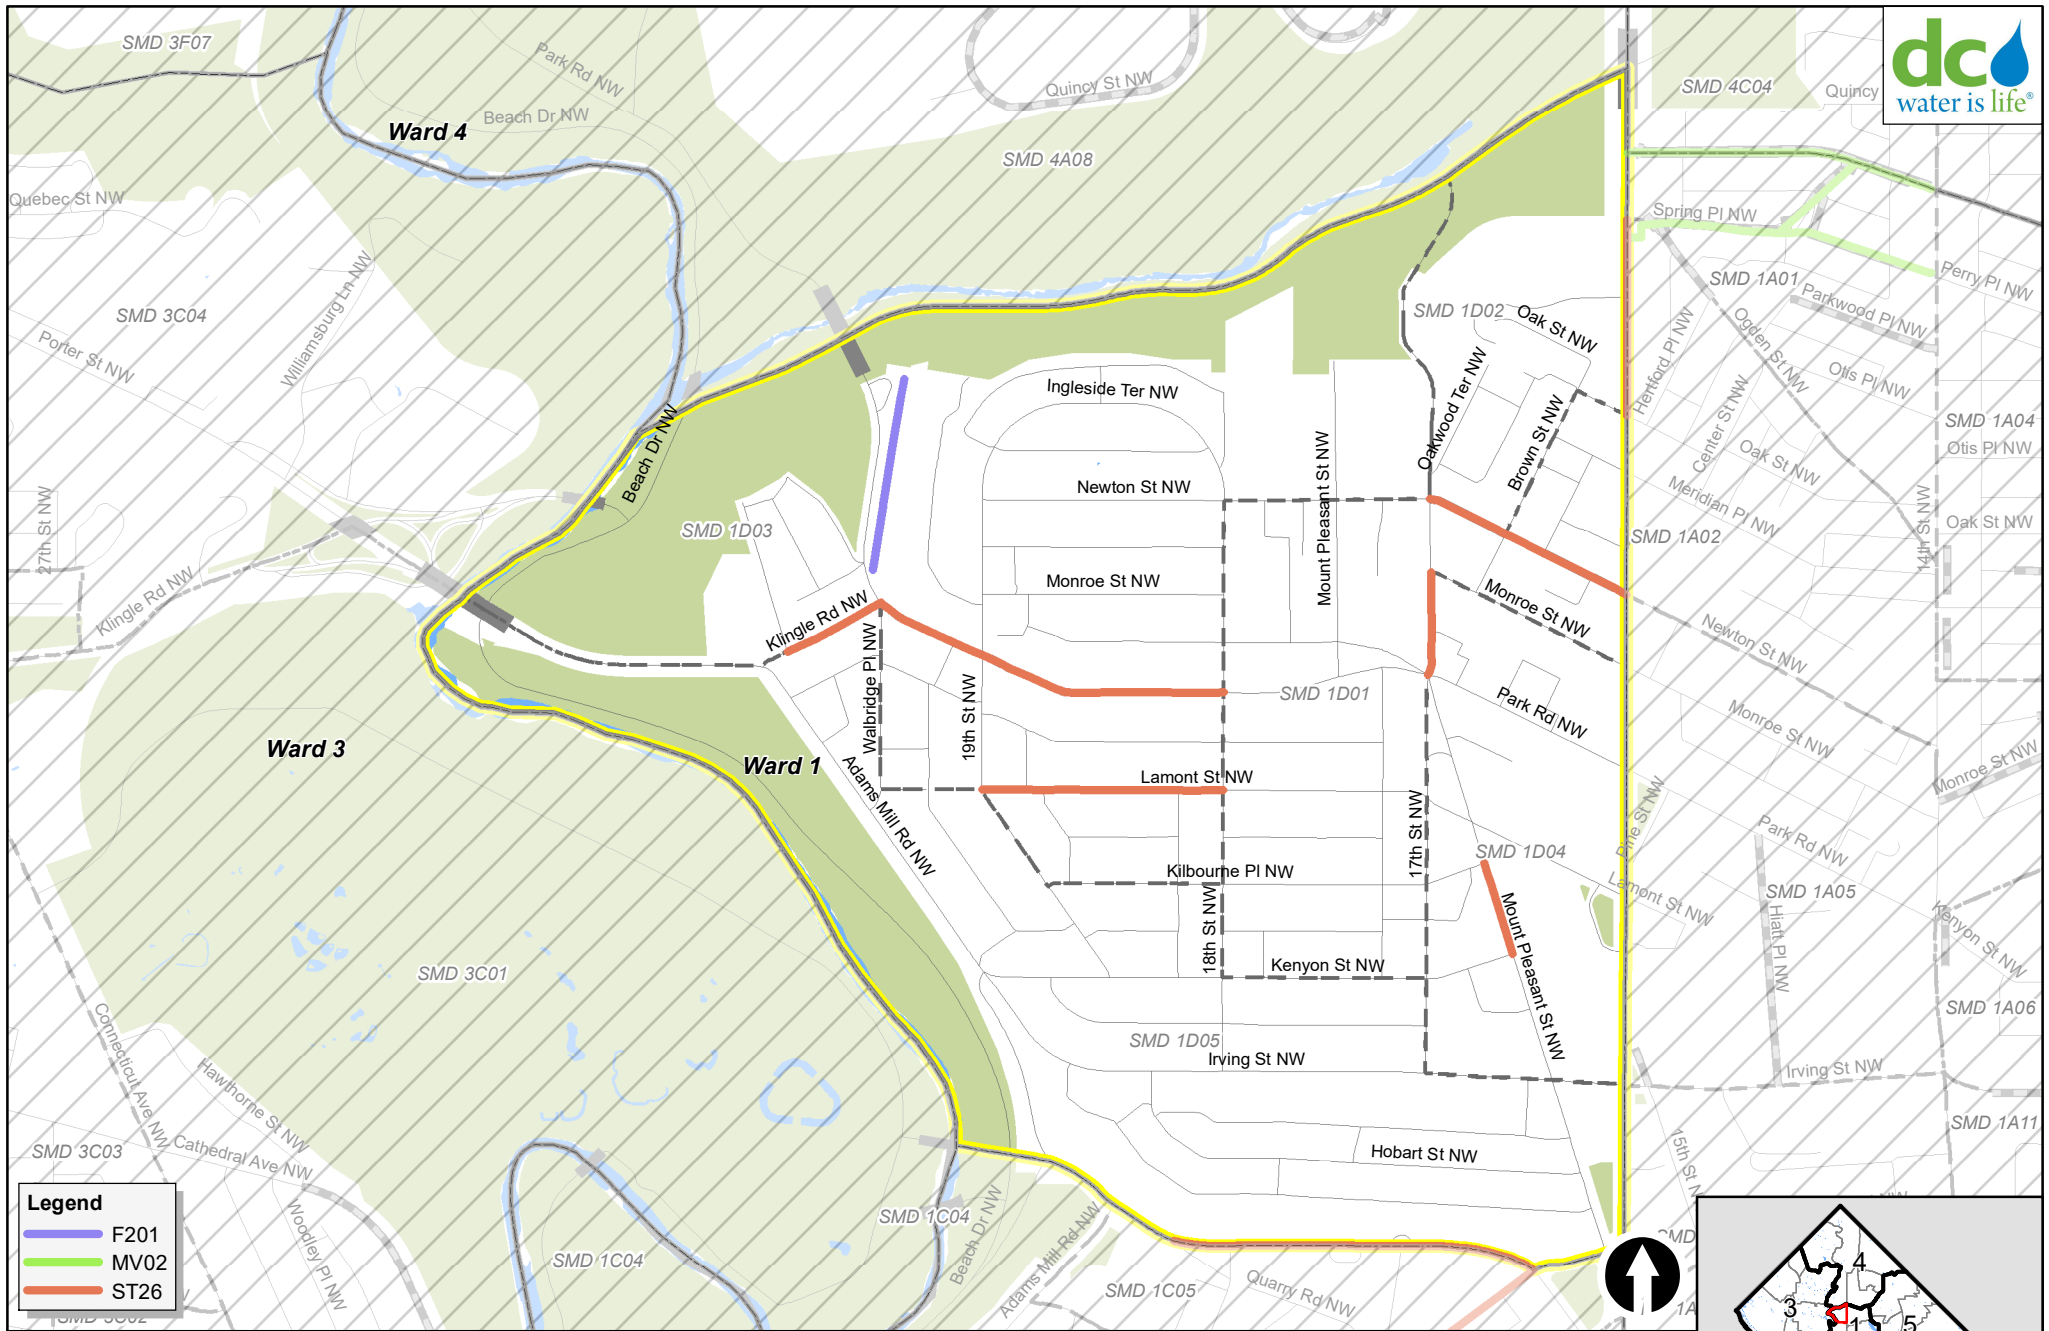 SMD 3F07
Park Rd NW
Quincy St NW
SMD 4C04
Quincy
dc
water is life®
Beach Dr NW
Ward 4
SMD 4A08
Quebec St NW
Spring Pl NW
SMD 1A01
Perry Pl NW
Parkwood Pl NW
Williamsburg Ln NW
SMD 3C04
Porter St NW
SMD 1D02
Oak St NW
Hertford Pl NW
Ogden St NW
Otis Pl NW
Ingleside Ter NW
Oakwood Ter NW
Brown St NW
Center St NW
SMD 1A04
Otis Pl NW
Oak St NW
Beach Dr NW
Mount Pleasant St NW
Newton St NW
Meridian Pl NW
27th St NW
SMD 1D03
SMD 1A02
14th St NW
Oak St NW
Klingle Rd NW
Monroe St NW
Klingle Rd NW
Monroe St NW
Newton St NW
Walbridge Pl NW
19th St NW
SMD 1D01
Park Rd NW
Monroe St NW
Monroe St NW
Ward 3
Ward 1
Adams Mill Rd NW
Lamont St NW
17th St NW
Pine St NW
Park Rd NW
SMD 1D04
Kilbourne Pl NW
Lamont St NW
SMD 1A05
Hiatt Pl NW
Kenyon St NW
18th St NW
Mount Pleasant St NW
SMD 3C01
Kenyon St NW
SMD 1A06
Connecticut Ave NW
Hawthorne St NW
SMD 1D05
Irving St NW
Irving St NW
SMD 3C03
Cathedral Ave NW
SMD 1A11
Hobart St NW
15th St N
Woodley Pl NW
SMD 1C04
Beach Dr NW
Adams Mill Rd NW
SMD 1C04
SMD 1C05
Quarry Rd NW
SMD
1A
Legend
F201
MV02
ST26
4
3
1
5